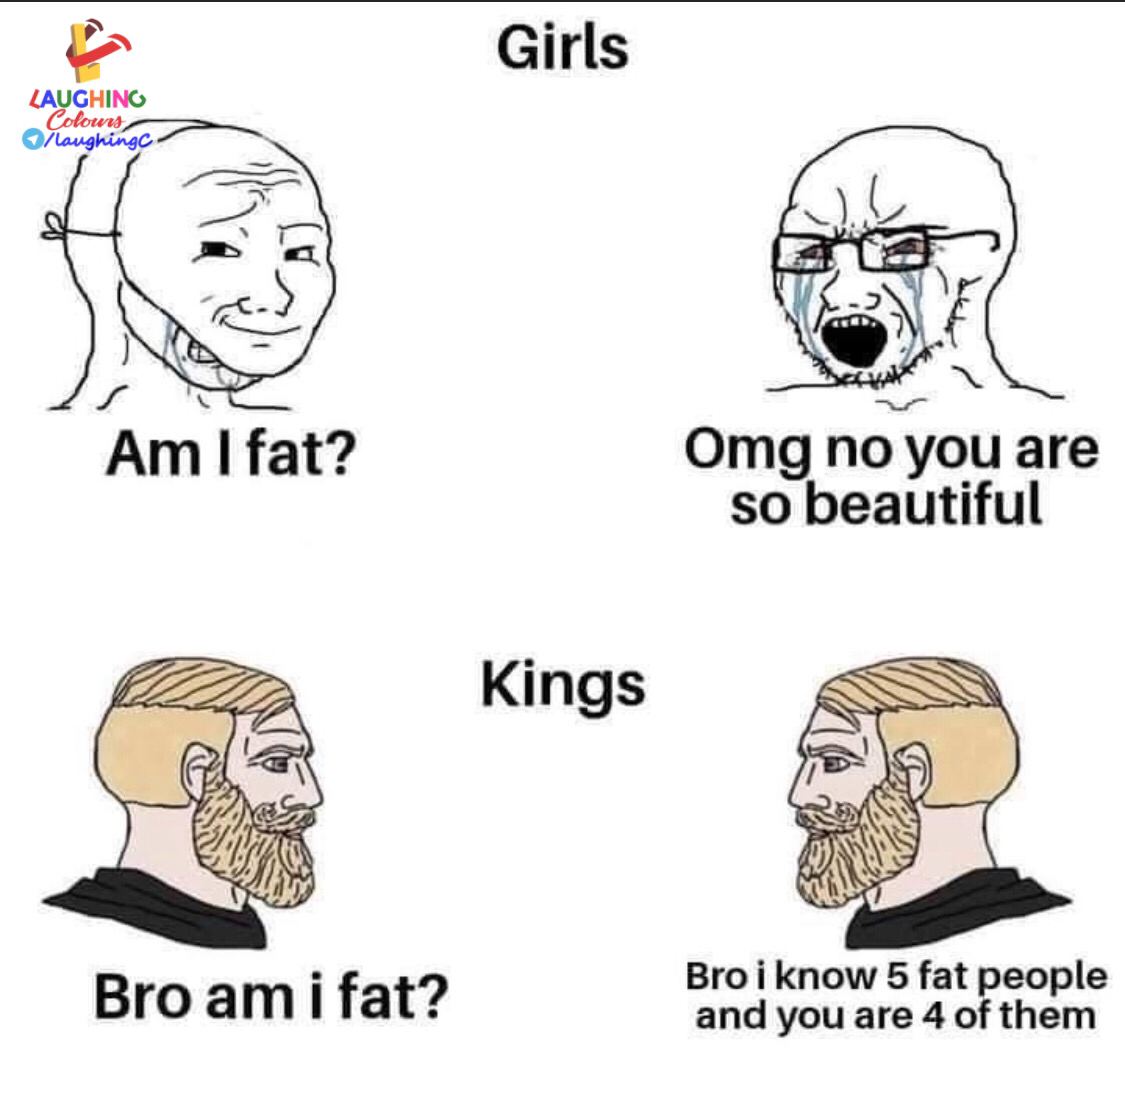 Girls
LAUGHING
Colours
/laughingC
Am I fat?
Omg no you are
so beautiful
Kings
Bro am i fat?
Bro i know 5 fat people
and you are 4 of them